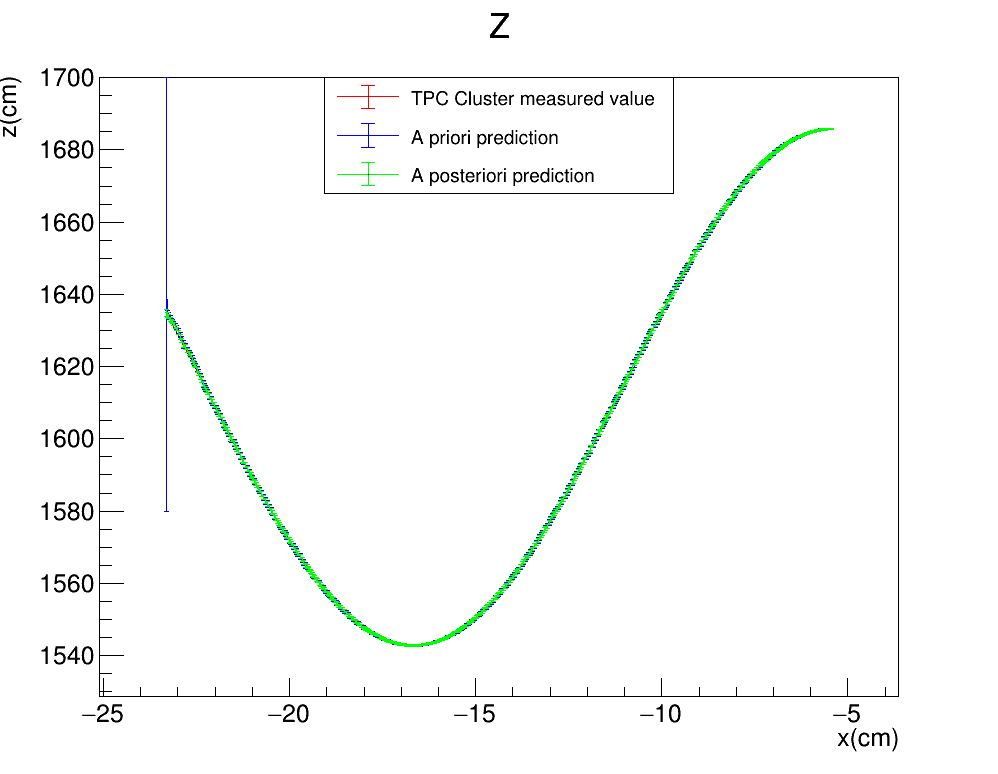 Z
z(cm)
1700
1680
1660
1640
1620
1600
1580
1560
1540
TPC Cluster measured value
A priori prediction
A posteriori prediction
−25
−20
−15
−10
−5
x(cm)